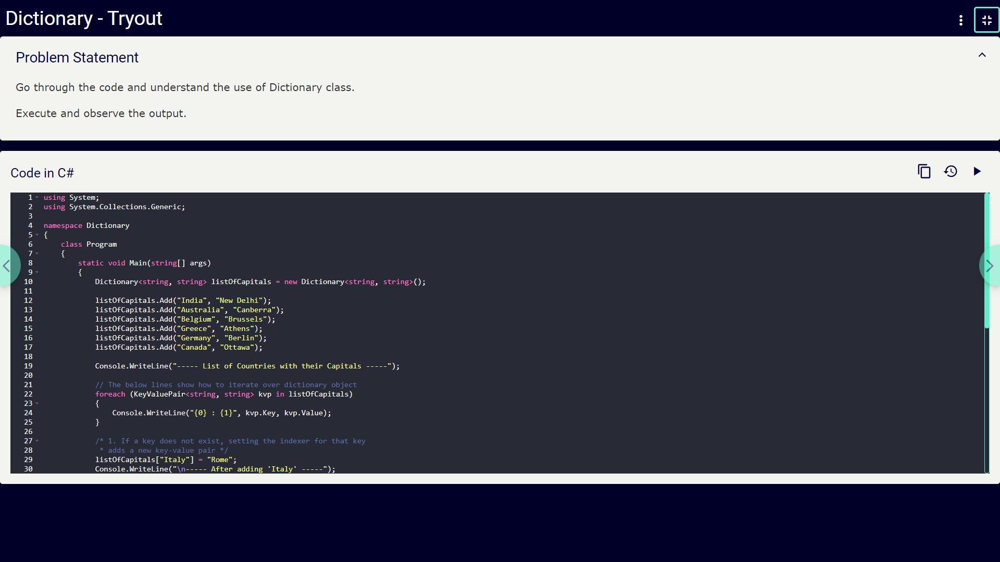 Dictionary - Tryout
Problem Statement
Go through the code and understand the use of Dictionary class.
Execute and observe the output.
Code in C#
1 using System;
2 using System.Collections.Generic;
3
4 namespace Dictionary
5 {
6     class Program
7     {
8         static void Main(string[] args)
9         {
10             Dictionary<string, string> listOfCapitals = new Dictionary<string, string>();
11
12             listOfCapitals.Add("India", "New Delhi");
13             listOfCapitals.Add("Australia", "Canberra");
14             listOfCapitals.Add("Belgium", "Brussels");
15             listOfCapitals.Add("Greece", "Athens");
16             listOfCapitals.Add("Germany", "Berlin");
17             listOfCapitals.Add("Canada", "Ottawa");
18
19             Console.WriteLine("----- List of Countries with their Capitals -----");
20
21             // The below lines show how to iterate over dictionary object
22             foreach (KeyValuePair<string, string> kvp in listOfCapitals)
23             {
24                 Console.WriteLine("{0} : {1}", kvp.Key, kvp.Value);
25             }
26
27             /* 1. If a key does not exist, setting the indexer for that key
28              * adds a new key-value pair */
29             listOfCapitals["Italy"] = "Rome";
30             Console.WriteLine("\n----- After adding 'Italy' -----");